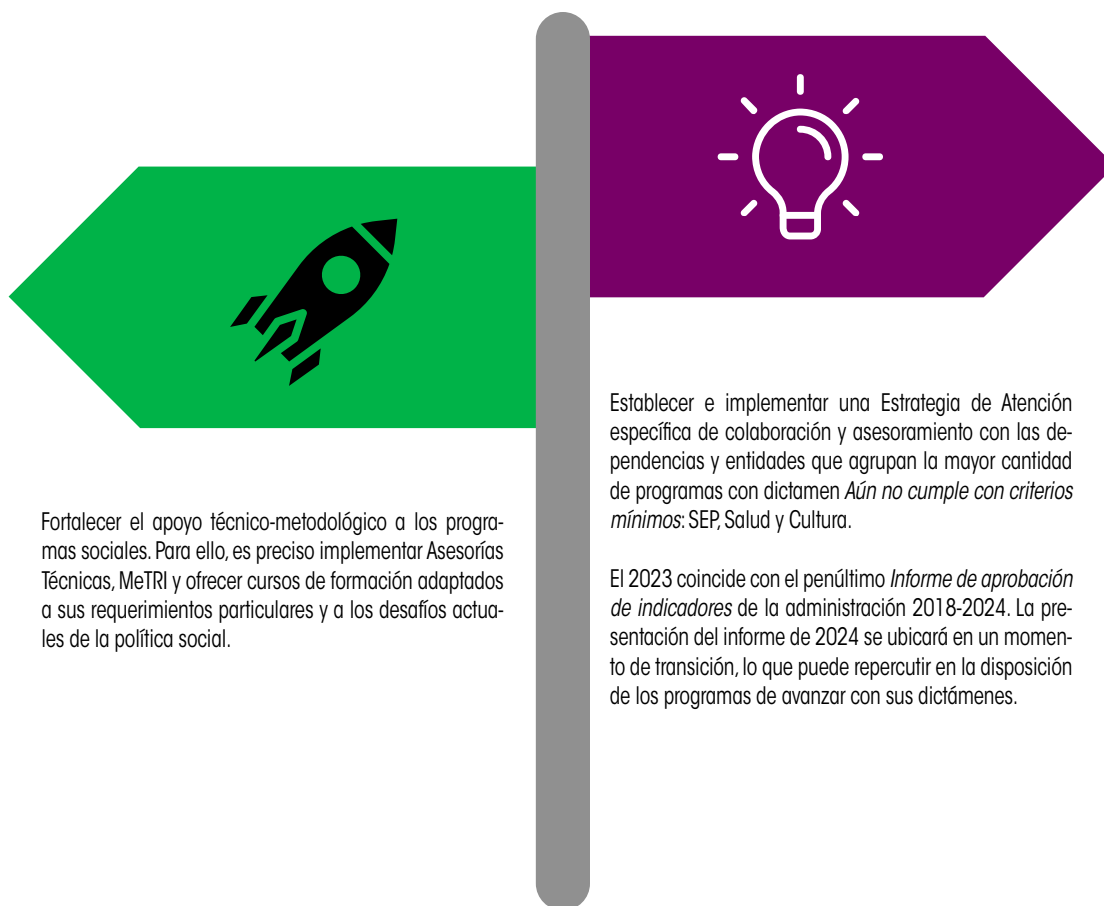 Fortalecer el apoyo técnico-metodológico a los progra-
mas sociales. Para ello, es preciso implementar Asesorías
Técnicas, MeTRI y ofrecer cursos de formación adaptados
a sus requerimientos particulares y a los desafíos actua-
les de la política social.
Establecer e implementar una Estrategia de Atención
específica de colaboración y asesoramiento con las de-
pendencias y entidades que agrupan la mayor cantidad
de programas con dictamen Aún no cumple con criterios
mínimos: SEP, Salud y Cultura.
El 2023 coincide con el penúltimo Informe de aprobación
de indicadores de la administración 2018-2024. La pre-
sentación del informe de 2024 se ubicará en un momen-
to de transición, lo que puede repercutir en la disposición
de los programas de avanzar con sus dictámenes.